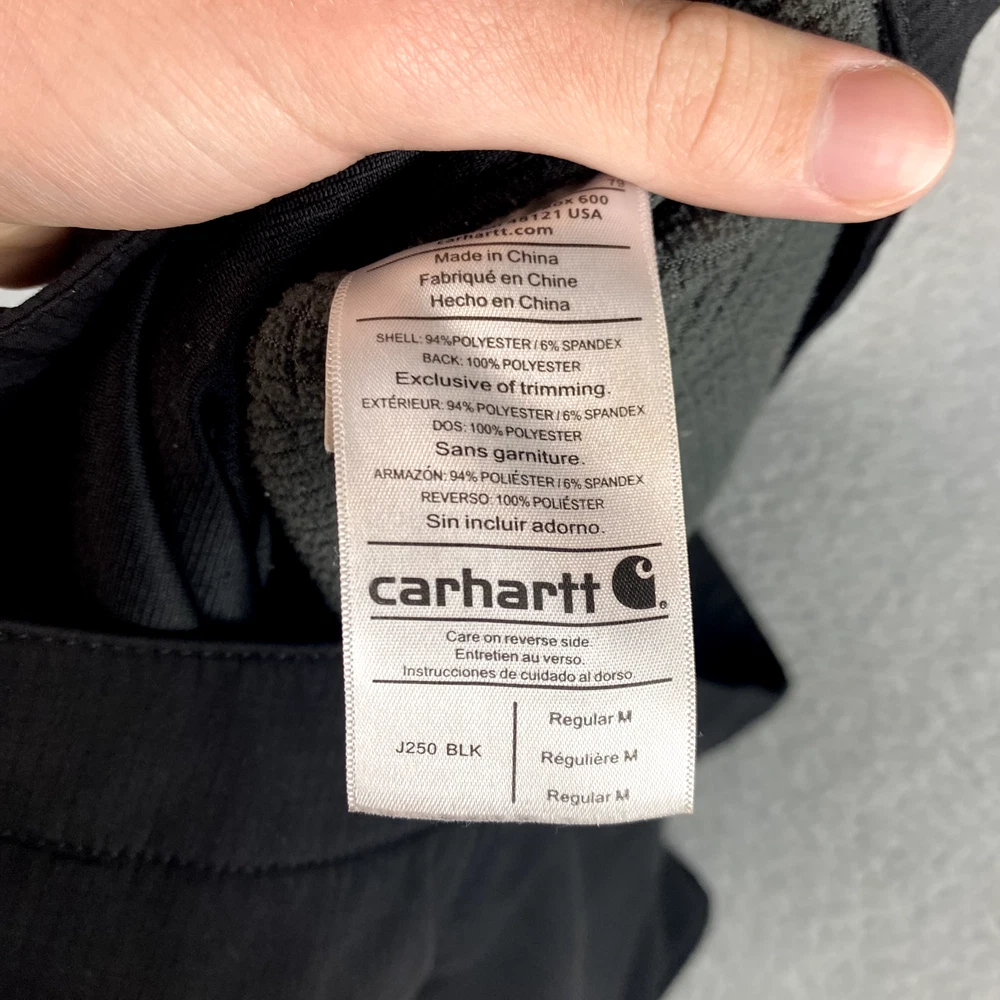 600
48121 USA
carhartt.com
Made in China
Fabriqué en Chine
Hecho en China
SHELL: 94%POLYESTER / 6% SPANDEX
BACK: 100% POLYESTER
Exclusive of trimming.
EXTÉRIEUR: 94% POLYESTER / 6% SPANDEX
DOS: 100% POLYESTER
Sans garniture.
ARMAZÓN: 94% POLIÉSTER / 6% SPANDEX
REVERSO: 100% POLIÉSTER
Sin incluir adorno.
carhartt
Care on reverse side.
Entretien au verso.
Instrucciones de cuidado al dorso.
J250 BLK
Regular M
Régulière M
Regular M